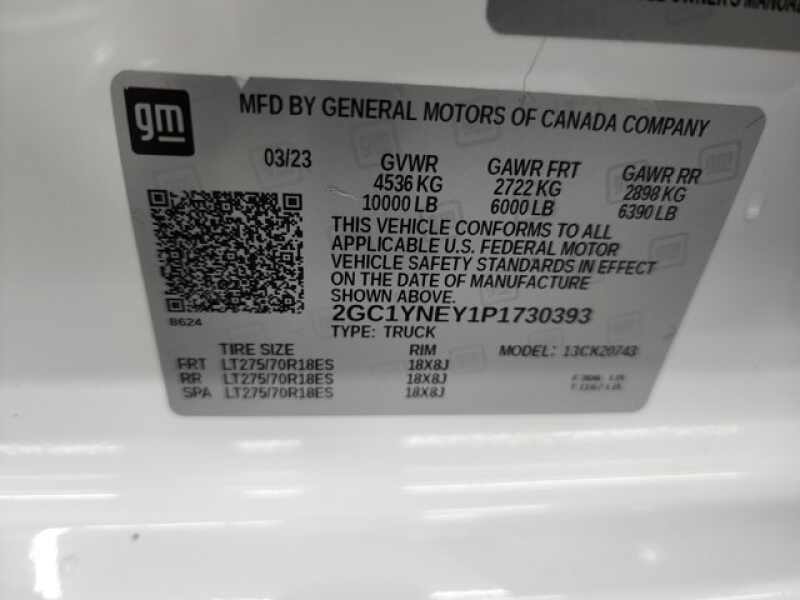 OWNER'S MANUAL
gm
MFD BY GENERAL MOTORS OF CANADA COMPANY
03/23 GVWR GAWR FRT GAWR RR
4536 KG 2722 KG 2898 KG
10000 LB 6000 LB 6390 LB
THIS VEHICLE CONFORMS TO ALL
APPLICABLE U.S. FEDERAL MOTOR
VEHICLE SAFETY STANDARDS IN EFFECT
ON THE DATE OF MANUFACTURE
SHOWN ABOVE.
8624 2GC1YNEY1P1730393
TYPE: TRUCK
TIRE SIZE RIM MODEL: 13CK20743
FRT LT275/70R18ES 18X8J
RR LT275/70R18ES 18X8J
SPA LT275/70R18ES 18X8J